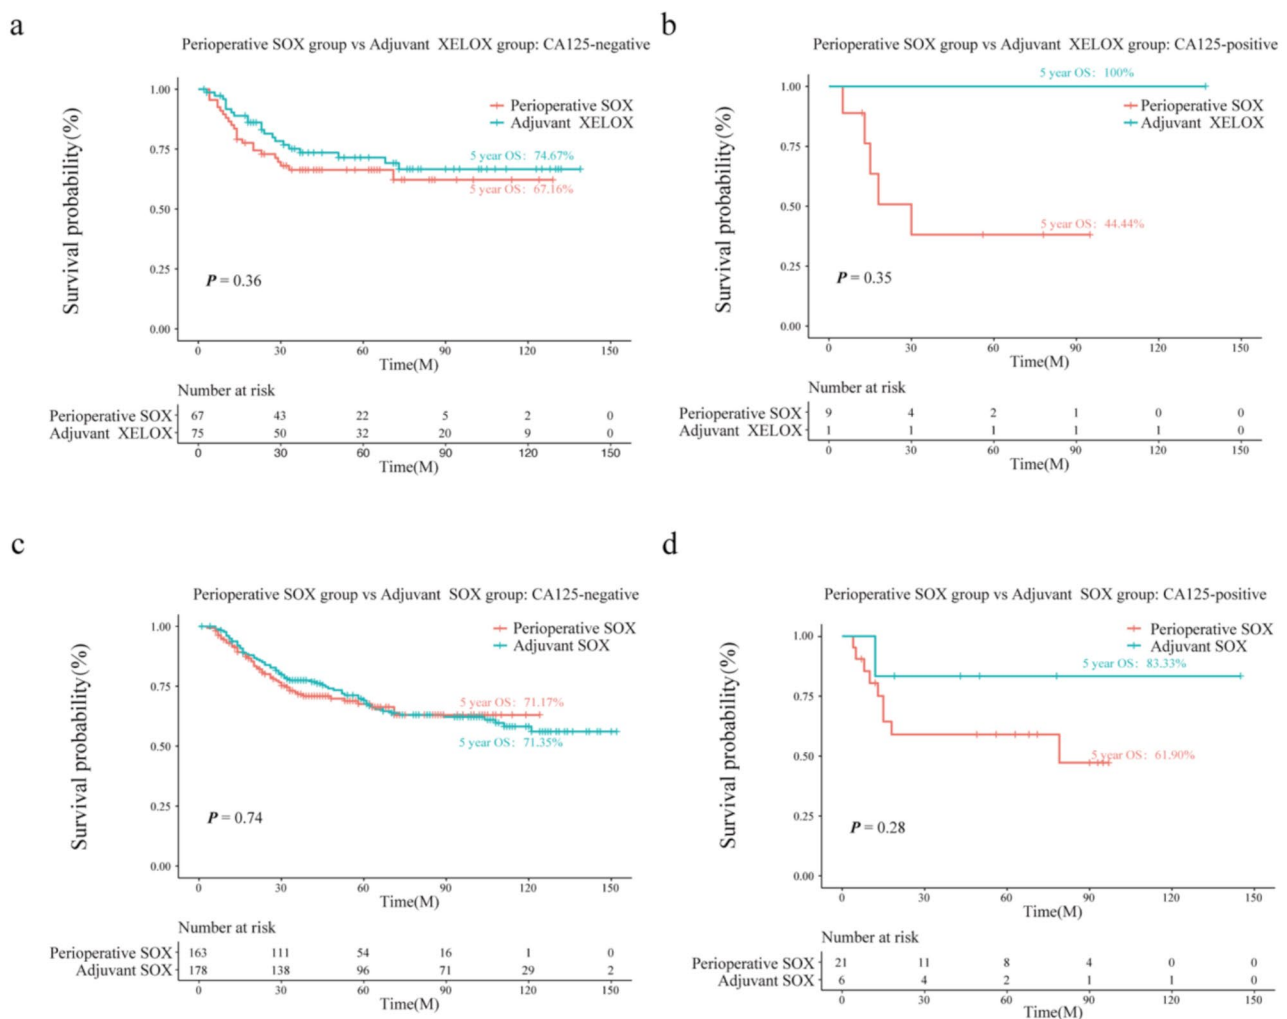 a
Perioperative SOX group vs Adjuvant XELOX group: CA125-negative
Survival probability(%)
1.00
0.75
0.50
0.25
0.00
Perioperative SOX
Adjuvant XELOX
5 year OS: 74.67%
5 year OS: 67.16%
P = 0.36
0 30 60 90 120 150
Time(M)
Number at risk
Perioperative SOX 67 43 22 5 2 0
Adjuvant XELOX 75 50 32 20 9 0
0 30 60 90 120 150
Time(M)
b
Perioperative SOX group vs Adjuvant XELOX group: CA125-positive
Survival probability(%)
1.00
0.75
0.50
0.25
0.00
5 year OS: 100%
Perioperative SOX
Adjuvant XELOX
5 year OS: 44.44%
P = 0.35
0 30 60 90 120 150
Time(M)
Number at risk
Perioperative SOX 9 4 2 1 0 0
Adjuvant XELOX 1 1 1 1 1 0
0 30 60 90 120 150
Time(M)
c
Perioperative SOX group vs Adjuvant SOX group: CA125-negative
Survival probability(%)
1.00
0.75
0.50
0.25
0.00
Perioperative SOX
Adjuvant SOX
5 year OS: 71.17%
5 year OS: 71.35%
P = 0.74
0 30 60 90 120 150
Time(M)
Number at risk
Perioperative SOX 163 111 54 16 1 0
Adjuvant SOX 178 138 96 71 29 2
0 30 60 90 120 150
Time(M)
d
Perioperative SOX group vs Adjuvant SOX group: CA125-positive
Survival probability(%)
1.00
0.75
0.50
0.25
0.00
Perioperative SOX
Adjuvant SOX
5 year OS: 83.33%
5 year OS: 61.90%
P = 0.28
0 30 60 90 120 150
Time(M)
Number at risk
Perioperative SOX 21 11 8 4 0 0
Adjuvant SOX 6 4 2 1 1 0
0 30 60 90 120 150
Time(M)